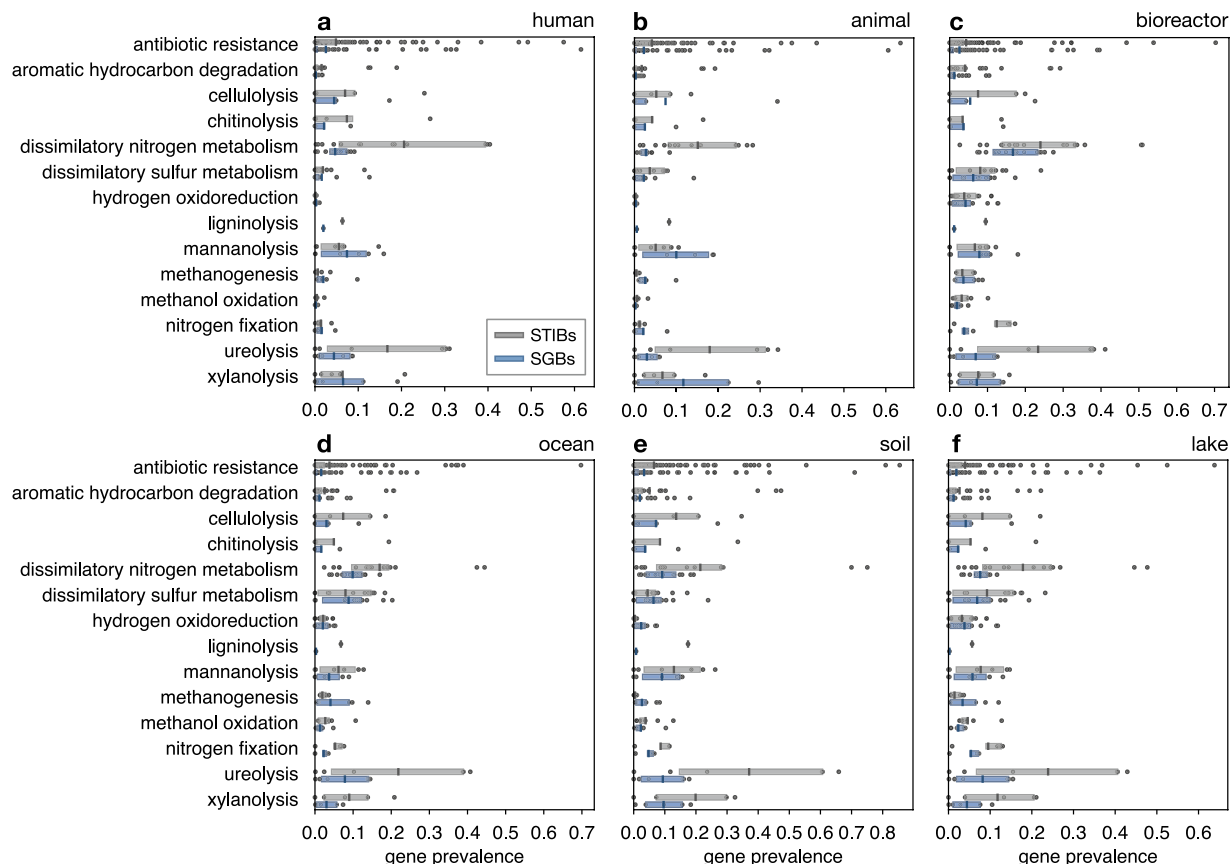 a human
b animal
c bioreactor
antibiotic resistance
aromatic hydrocarbon degradation
cellulolysis
chitinolysis
dissimilatory nitrogen metabolism
dissimilatory sulfur metabolism
hydrogen oxidoreduction
ligninolysis
mannanolysis
methanogenesis
methanol oxidation
nitrogen fixation
ureolysis
xylanolysis
STIBs
SGBs
0.0 0.1 0.2 0.3 0.4 0.5 0.6
0.0 0.1 0.2 0.3 0.4 0.5 0.6
0.0 0.1 0.2 0.3 0.4 0.5 0.6 0.7
d ocean
e soil
f lake
antibiotic resistance
aromatic hydrocarbon degradation
cellulolysis
chitinolysis
dissimilatory nitrogen metabolism
dissimilatory sulfur metabolism
hydrogen oxidoreduction
ligninolysis
mannanolysis
methanogenesis
methanol oxidation
nitrogen fixation
ureolysis
xylanolysis
0.0 0.1 0.2 0.3 0.4 0.5 0.6 0.7
0.0 0.1 0.2 0.3 0.4 0.5 0.6 0.7 0.8
0.0 0.1 0.2 0.3 0.4 0.5 0.6
gene prevalence
gene prevalence
gene prevalence